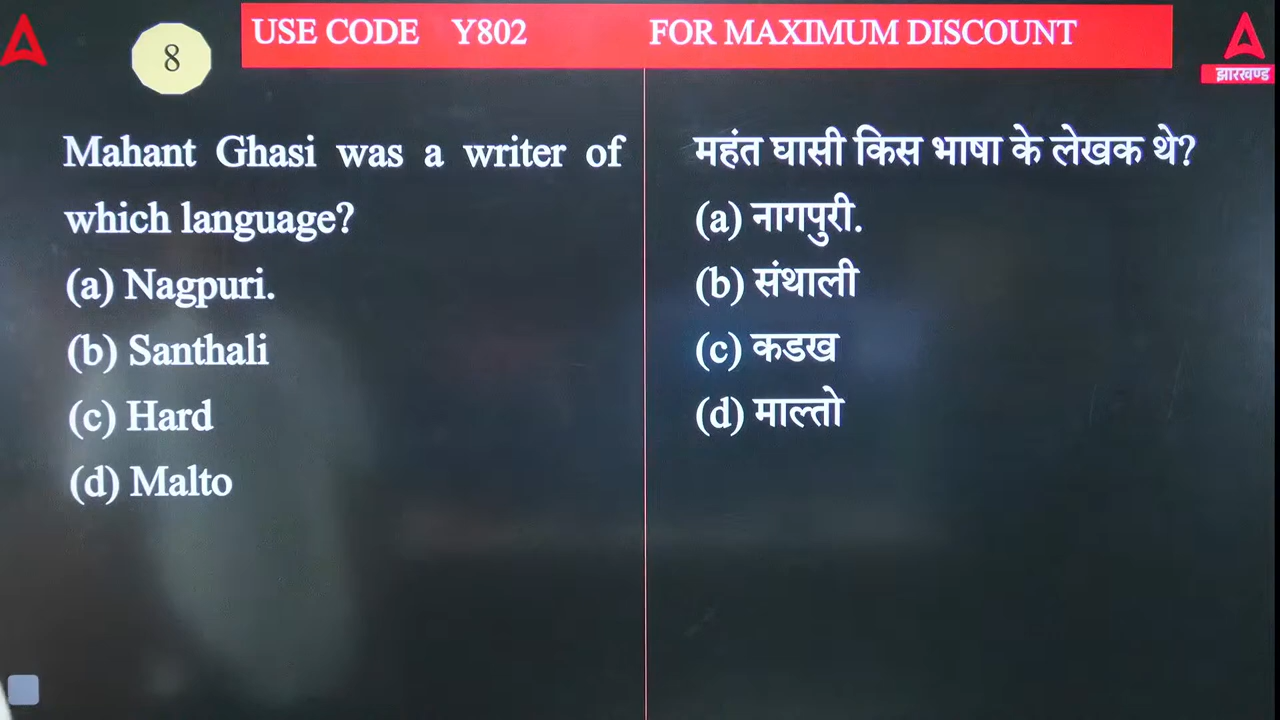 USE CODE Y802 FOR MAXIMUM DISCOUNT
8
झारखण्ड
Mahant Ghasi was a writer of
which language?
(a) Nagpuri.
(b) Santhali
(c) Hard
(d) Malto
महंत घासी किस भाषा के लेखक थे?
(a) नागपुरी.
(b) संथाली
(c) कडख
(d) माल्तो